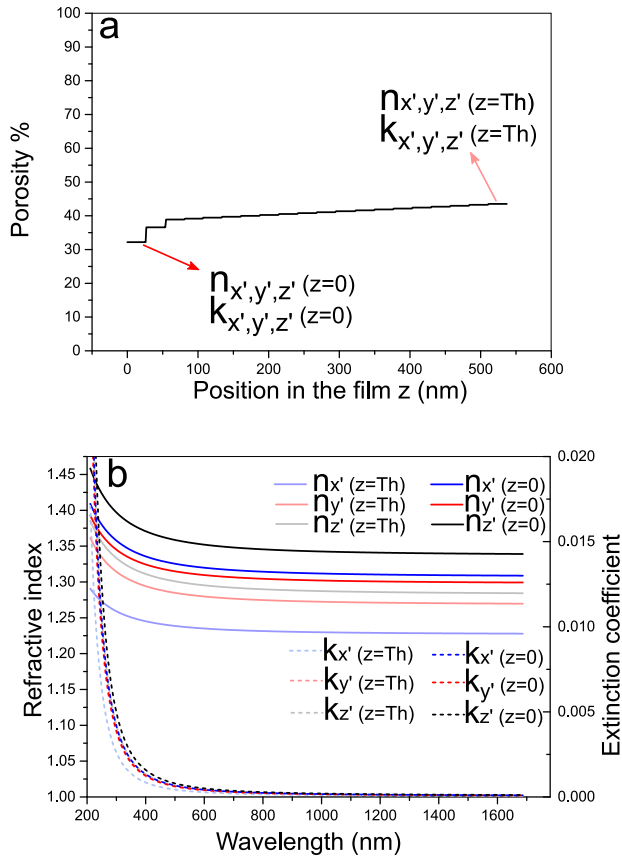 a
100
90
80
70
60
50
40
30
20
10
0
Porosity %
nx',y',z' (z=Th)
kx',y',z' (z=Th)
nx',y',z' (z=0)
kx',y',z' (z=0)
0 100 200 300 400 500 600
Position in the film z (nm)
b
1.45
1.40
1.35
1.30
1.25
1.20
1.15
1.10
1.05
1.00
Refractive index
nx' (z=Th) nx' (z=0)
ny' (z=Th) ny' (z=0)
nz' (z=Th) nz' (z=0)
kx' (z=Th) kx' (z=0)
ky' (z=Th) ky' (z=0)
kz' (z=Th) kz' (z=0)
0.020
0.015
0.010
0.005
0.000
Extinction coefficient
200 400 600 800 1000 1200 1400 1600
Wavelength (nm)